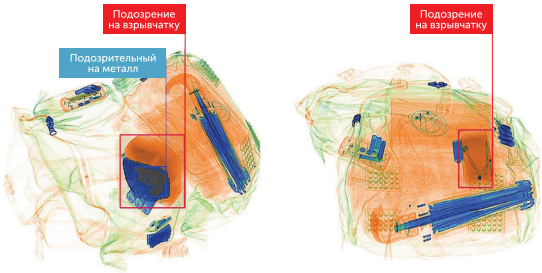 Подозрение
на взрывчатку
Подозрительный
на металл
Подозрение
на взрывчатку